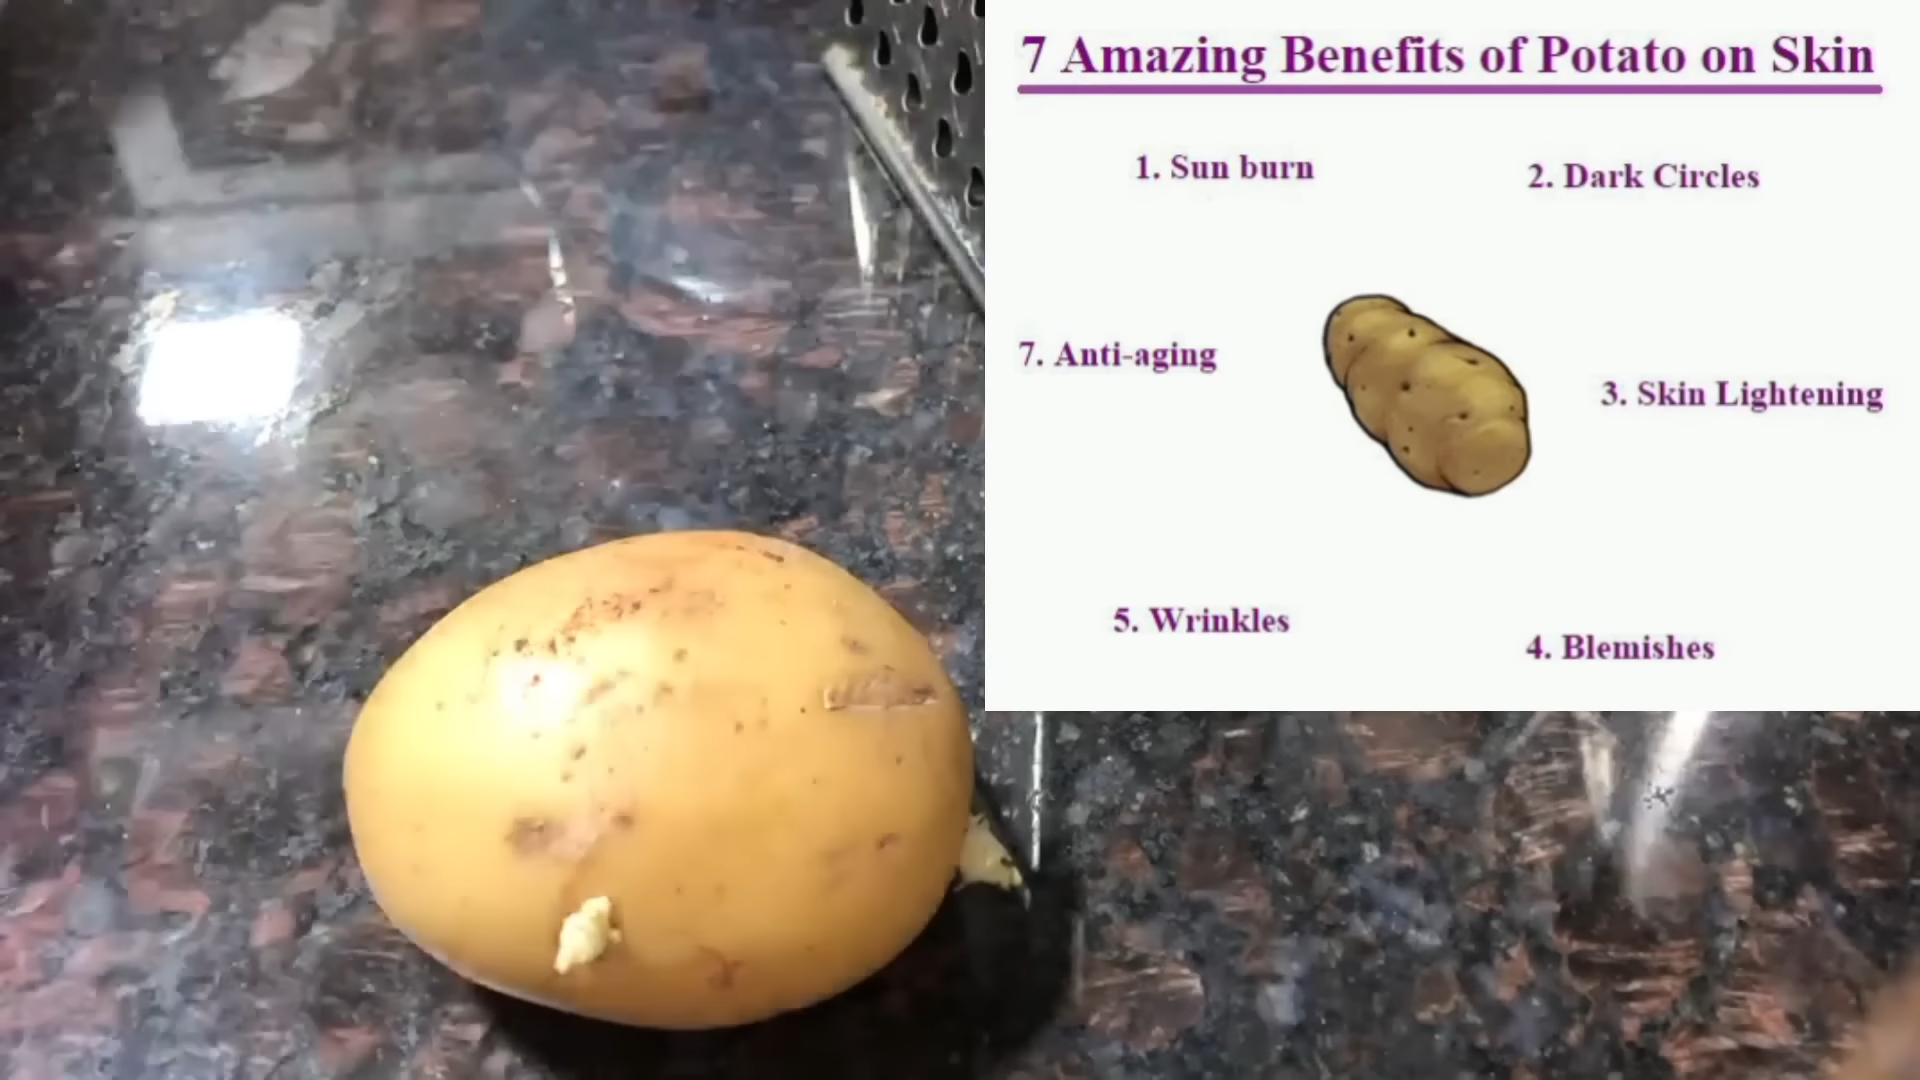 7 Amazing Benefits of Potato on Skin
1. Sun burn
2. Dark Circles
7. Anti-aging
3. Skin Lightening
5. Wrinkles
4. Blemishes